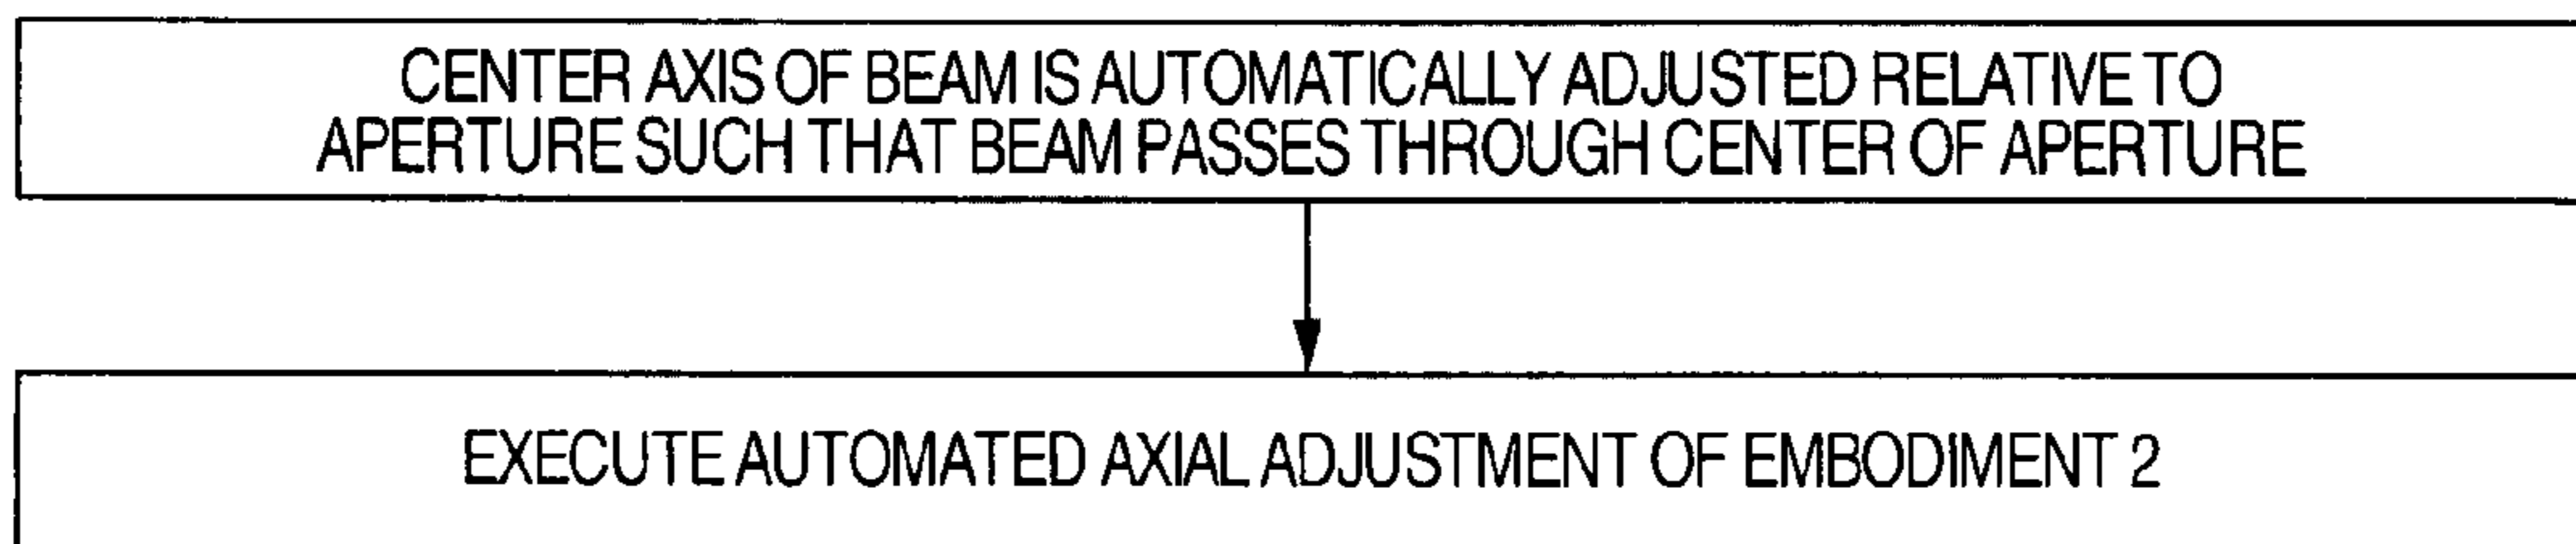 CENTER AXIS OF BEAM IS AUTOMATICALLY ADJUSTED RELATIVE TO
APERTURE SUCH THAT BEAM PASSES THROUGH CENTER OF APERTURE
EXECUTE AUTOMATED AXIAL ADJUSTMENT OF EMBODIMENT 2